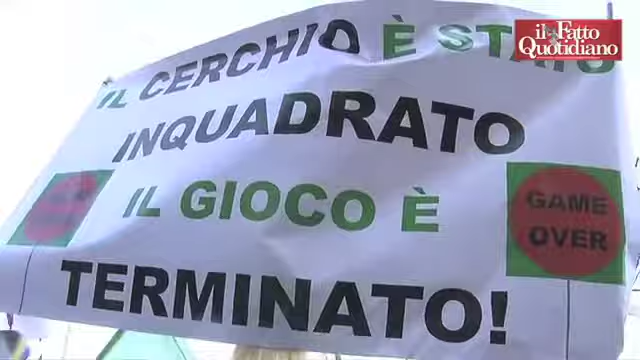 il Fatto
Quotidiano
IL CERCHIO È STATO
INQUADRATO
IL GIOCO È
TERMINATO!
GAME
OVER